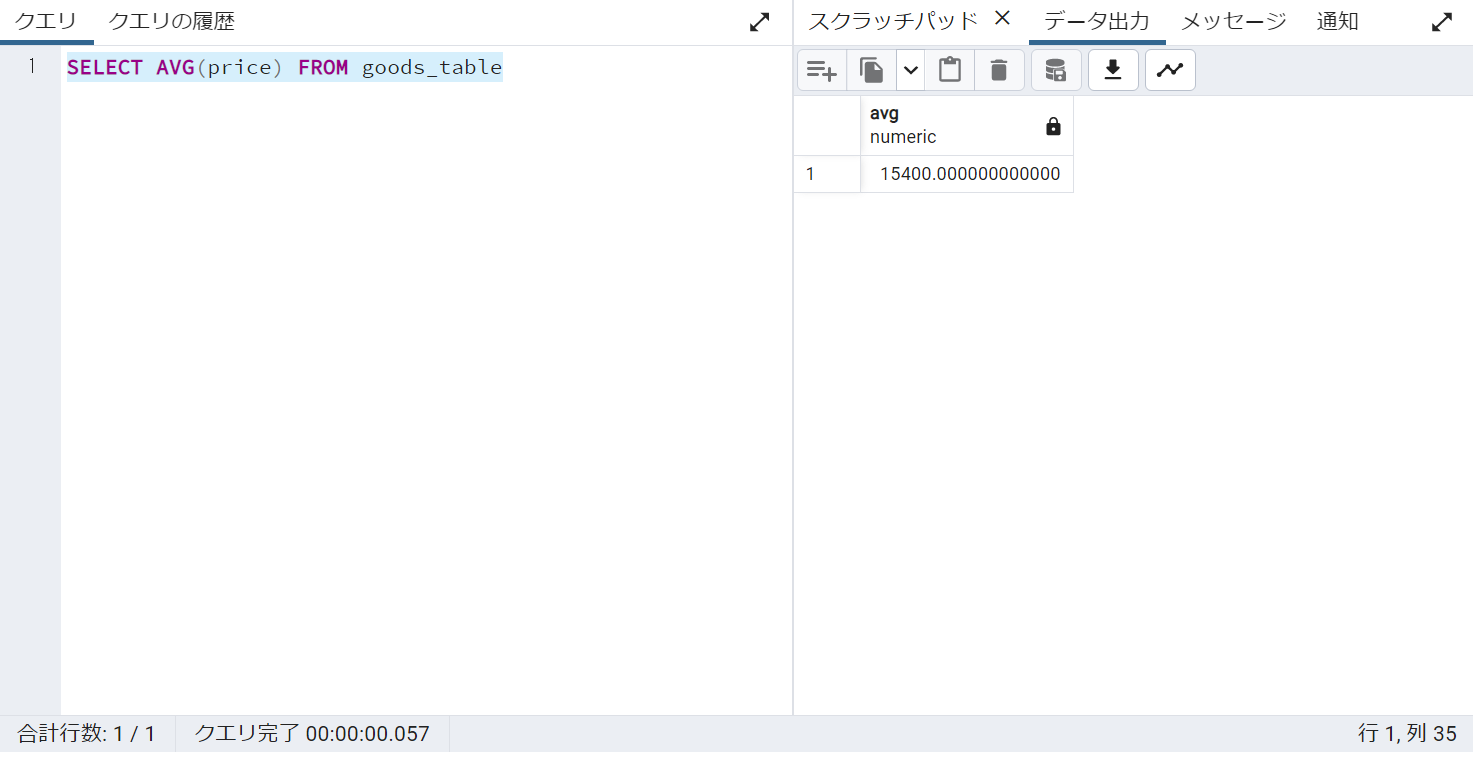 クエリ クエリの履歴
1 SELECT AVG(price) FROM goods_table
スクラッチパッド × データ出力 メッセージ 通知
avg
numeric
1 15400.000000000000
合計行数: 1 / 1 クエリ完了 00:00:00.057 行 1, 列 35